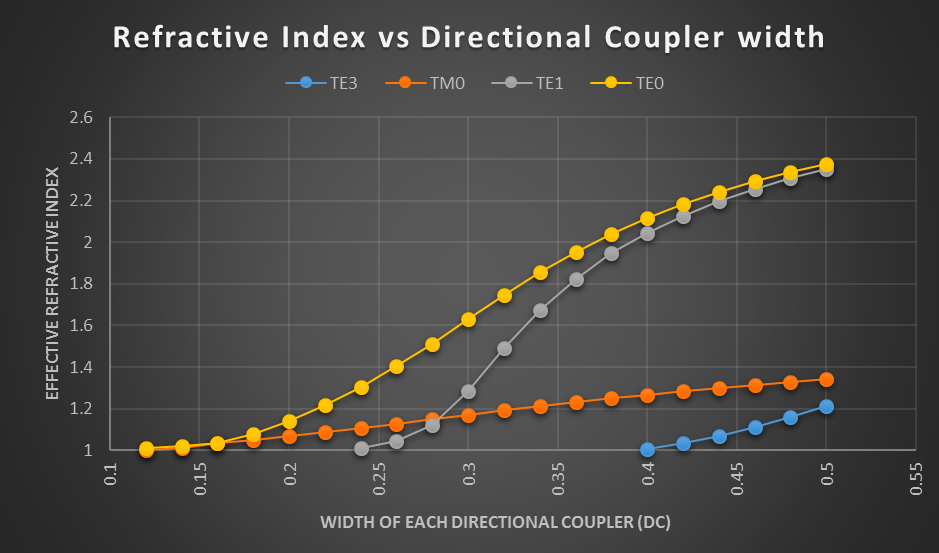 Refractive Index vs Directional Coupler width
TE3 TM0 TE1 TE0
EFFECTIVE REFRACTIVE INDEX
2.6
2.4
2.2
2
1.8
1.6
1.4
1.2
1
0.1 0.15 0.2 0.25 0.3 0.35 0.4 0.45 0.5 0.55
WIDTH OF EACH DIRECTIONAL COUPLER (DC)